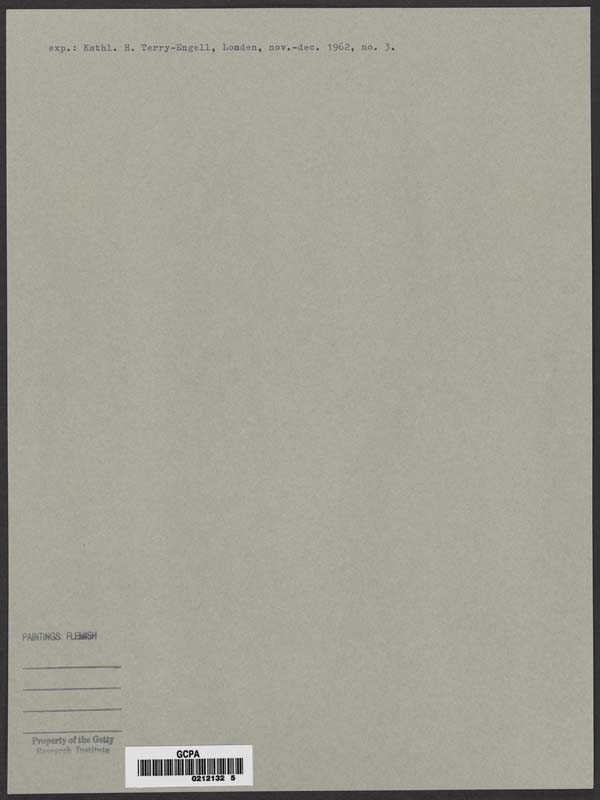 exp.: Ksthl. H. Terry-Engell, Londen, nov.-dec. 1962, no. 3.
PAINTINGS: FLEMISH
Property of the Getty
Research Institute
GCPA
0212132 5